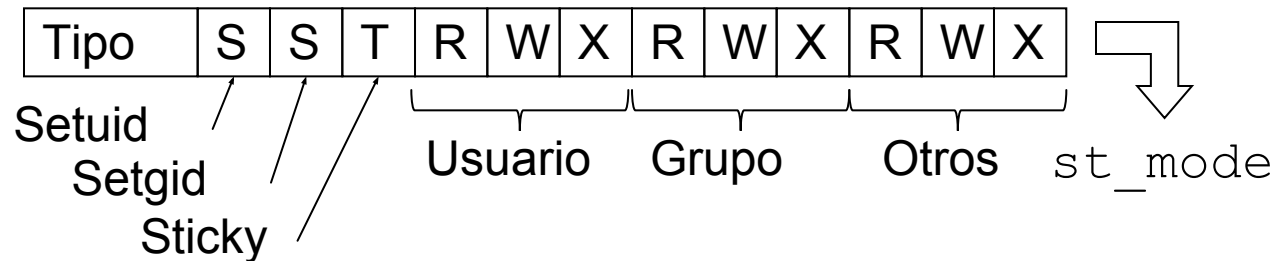 Tipo S S T R W X R W X R W X
Setuid
Usuario Grupo Otros st_mode
Setgid
Sticky